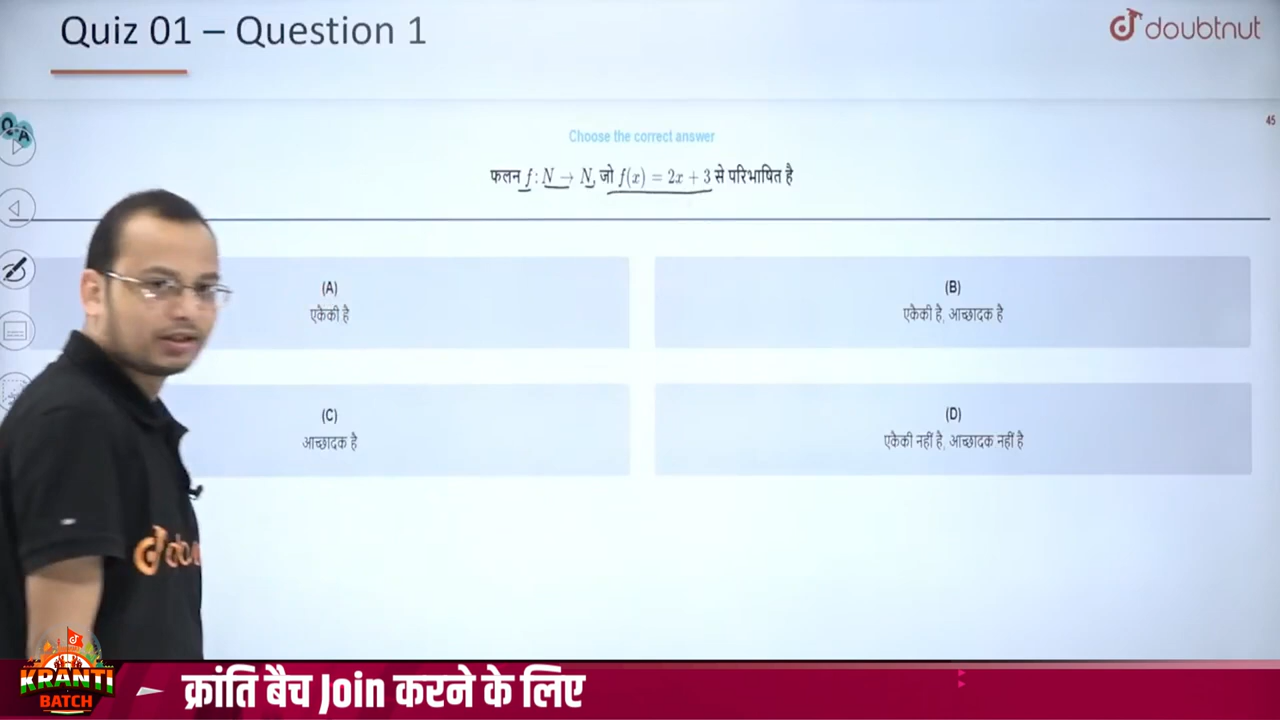 Quiz 01 – Question 1
doubtnut
Q A
45
Choose the correct answer
फलन f : N → N, जो f(x) = 2x + 3 से परिभाषित है
(A)
एकैकी है
(B)
एकैकी है, आच्छादक है
(C)
आच्छादक है
(D)
एकैकी नहीं है, आच्छादक नहीं है
KRANTI
BATCH
क्रांति बैच Join करने के लिए